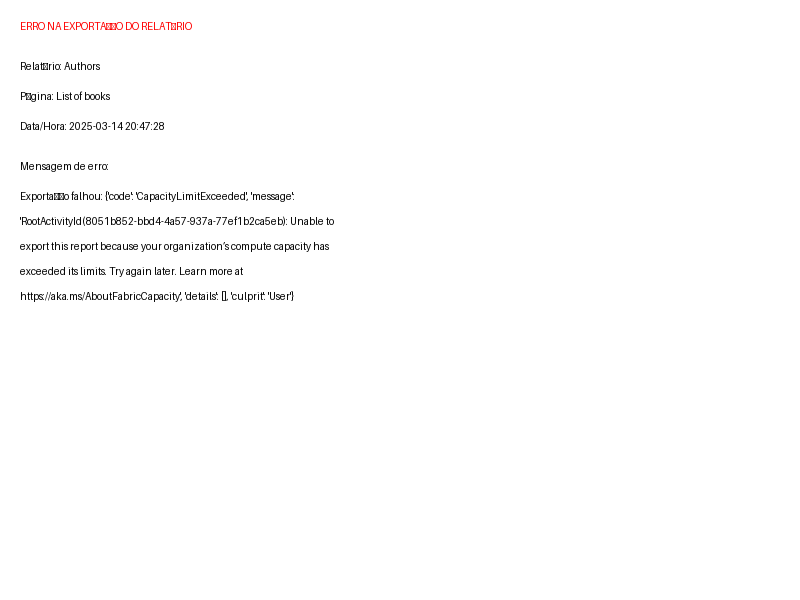 ERRO NA EXPORTA▯▯O DO RELAT▯RIO
Relat▯rio: Authors
P▯gina: List of books
Data/Hora: 2025-03-14 20:47:28
Mensagem de erro:
Exporta▯▯o falhou: {'code': 'CapacityLimitExceeded', 'message':
'RootActivityId(8051b852-bbd4-4a57-937a-77ef1b2ca5eb): Unable to
export this report because your organization’s compute capacity has
exceeded its limits. Try again later. Learn more at
https://aka.ms/AboutFabricCapacity', 'details': [], 'culprit': 'User'}